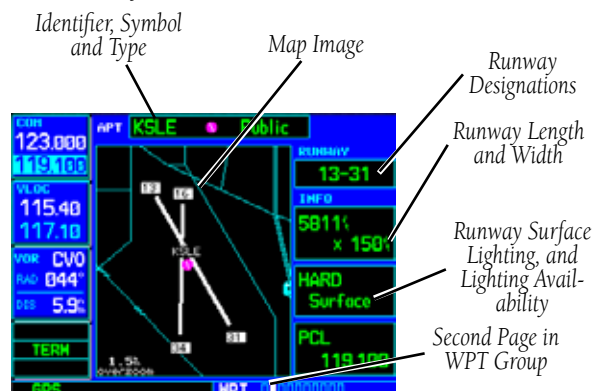 Identifier, Symbol
and Type
Map Image
Runway
Designations
Runway Length
and Width
Runway Surface
Lighting, and
Lighting Avail-
ability
Second Page in
WPT Group
COM
123.000
119.100
VLOC
115.40
117.10
VOR CVO
RAD 044°
DIS 5.9
TERM
GPS
APT KSLE Public
13
16
KSLE
34
31
1.5
overzoom
RUNWAY
13-31
INFO
5811
x 150
HARD
Surface
PCL
119.100
WPT